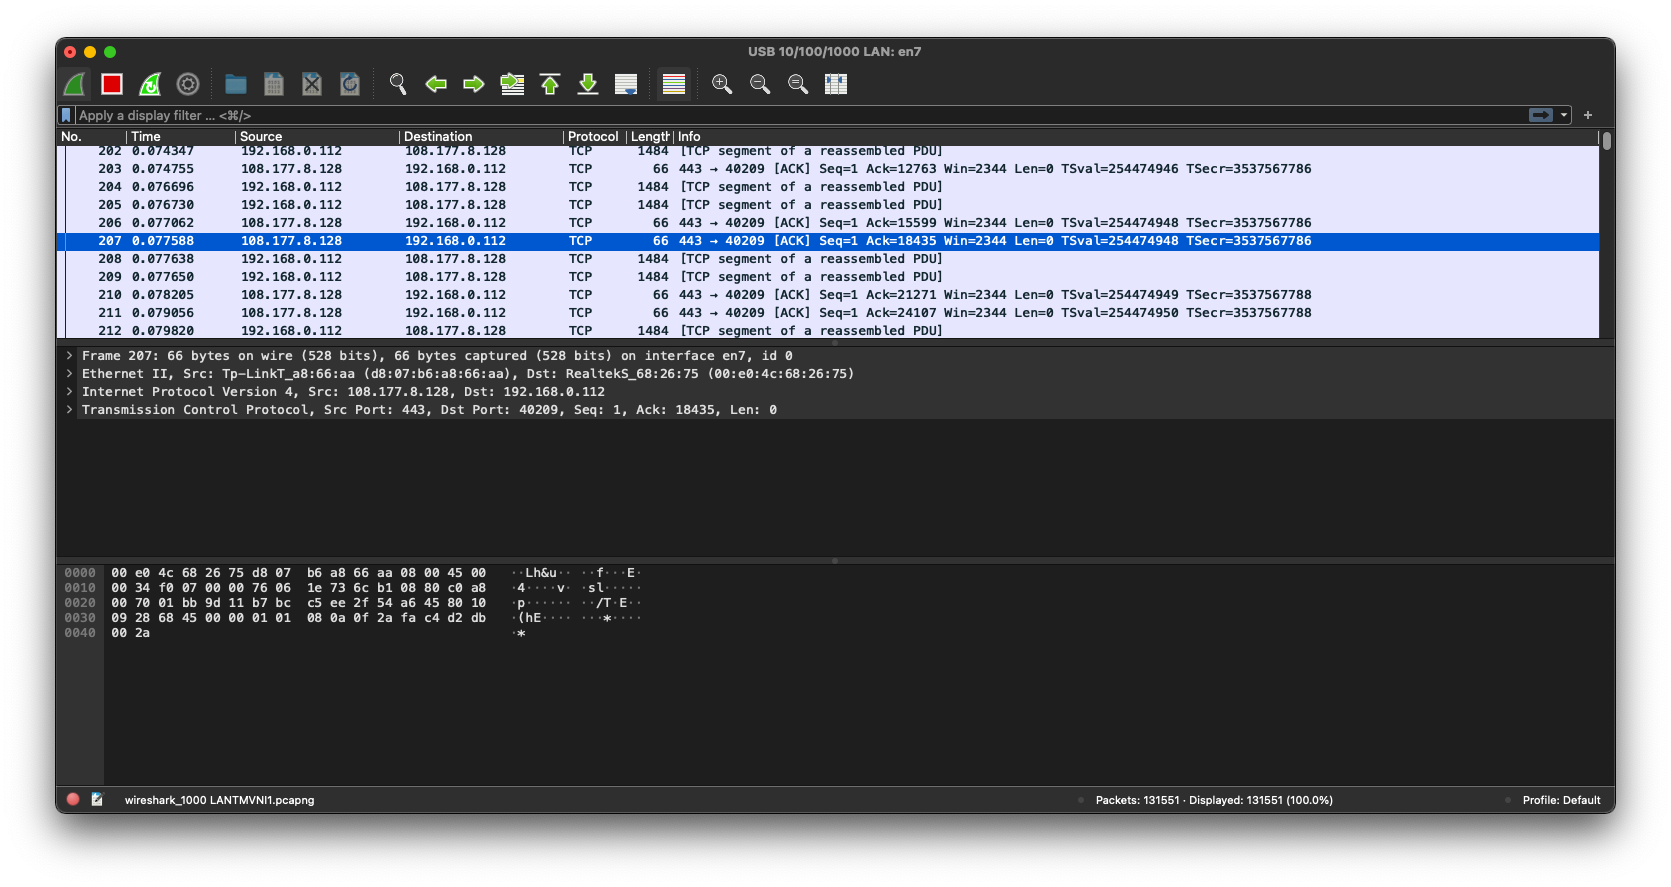 USB 10/100/1000 LAN: en7
Apply a display filter ... <⌘/>
No. Time Source Destination Protocol Length Info
202 0.074347 192.168.0.112 108.177.8.128 TCP 1484 [TCP segment of a reassembled PDU]
203 0.074755 108.177.8.128 192.168.0.112 TCP 66 443 → 40209 [ACK] Seq=1 Ack=12763 Win=2344 Len=0 TSval=254474946 TSecr=3537567786
204 0.076696 192.168.0.112 108.177.8.128 TCP 1484 [TCP segment of a reassembled PDU]
205 0.076730 192.168.0.112 108.177.8.128 TCP 1484 [TCP segment of a reassembled PDU]
206 0.077062 108.177.8.128 192.168.0.112 TCP 66 443 → 40209 [ACK] Seq=1 Ack=15599 Win=2344 Len=0 TSval=254474948 TSecr=3537567786
207 0.077588 108.177.8.128 192.168.0.112 TCP 66 443 → 40209 [ACK] Seq=1 Ack=18435 Win=2344 Len=0 TSval=254474948 TSecr=3537567786
208 0.077638 192.168.0.112 108.177.8.128 TCP 1484 [TCP segment of a reassembled PDU]
209 0.077650 192.168.0.112 108.177.8.128 TCP 1484 [TCP segment of a reassembled PDU]
210 0.078205 108.177.8.128 192.168.0.112 TCP 66 443 → 40209 [ACK] Seq=1 Ack=21271 Win=2344 Len=0 TSval=254474949 TSecr=3537567788
211 0.079056 108.177.8.128 192.168.0.112 TCP 66 443 → 40209 [ACK] Seq=1 Ack=24107 Win=2344 Len=0 TSval=254474950 TSecr=3537567788
212 0.079820 192.168.0.112 108.177.8.128 TCP 1484 [TCP segment of a reassembled PDU]
Frame 207: 66 bytes on wire (528 bits), 66 bytes captured (528 bits) on interface en7, id 0
Ethernet II, Src: Tp-LinkT_a8:66:aa (d8:07:b6:a8:66:aa), Dst: RealtekS_68:26:75 (00:e0:4c:68:26:75)
Internet Protocol Version 4, Src: 108.177.8.128, Dst: 192.168.0.112
Transmission Control Protocol, Src Port: 443, Dst Port: 40209, Seq: 1, Ack: 18435, Len: 0
0000 00 e0 4c 68 26 75 d8 07 b6 a8 66 aa 08 00 45 00 ··Lh&u·· ··f···E·
0010 00 34 f0 07 00 00 76 06 1e 73 6c b1 08 80 c0 a8 ·4····v· ·sl·····
0020 00 70 01 bb 9d 11 b7 bc c5 ee 2f 54 a6 45 80 10 ·p······ ··/T·E··
0030 09 28 68 45 00 00 01 01 08 0a 0f 2a fa c4 d2 db ·(hE···· ···*····
0040 00 2a ·*
wireshark_1000 LANTMVNI1.pcapng
Packets: 131551 · Displayed: 131551 (100.0%)
Profile: Default